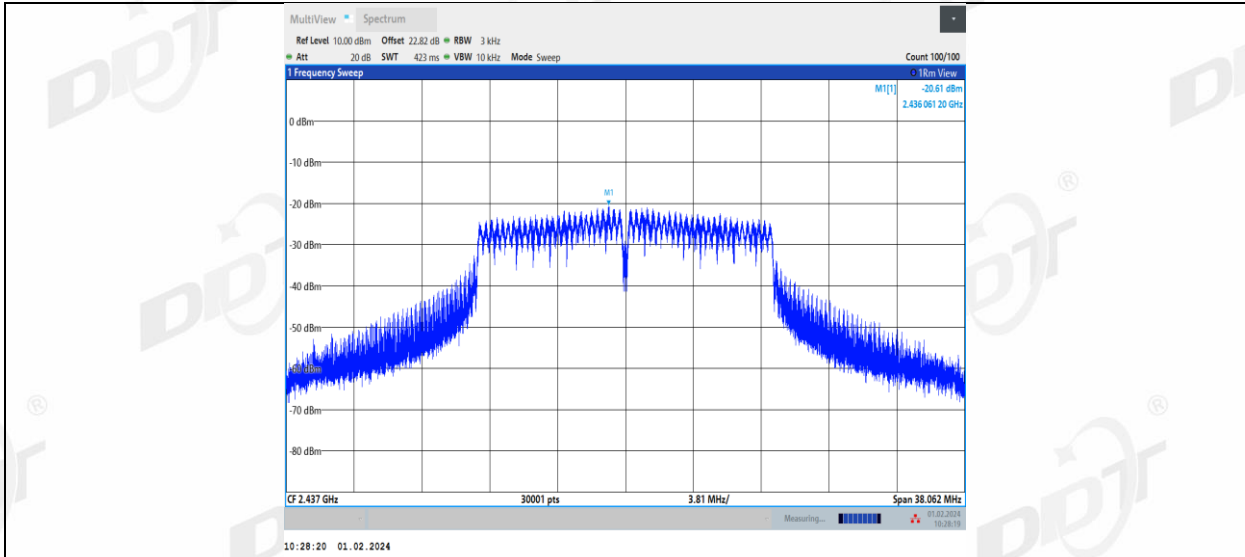 MultiView Spectrum
Ref Level 10.00 dBm Offset 22.82 dB RBW 3 kHz
Att 20 dB SWT 423 ms VBW 10 kHz Mode Sweep Count 100/100
1 Frequency Sweep 1Rm View
M1[1] -20.61 dBm
2.436 061 20 GHz
0 dBm
-10 dBm
M1
-20 dBm
-30 dBm
-40 dBm
-50 dBm
-60 dBm
-70 dBm
-80 dBm
CF 2.437 GHz 30001 pts 3.81 MHz/ Span 38.062 MHz
Measuring... 01.02.2024
10:28:19
10:28:20 01.02.2024
DDT
®